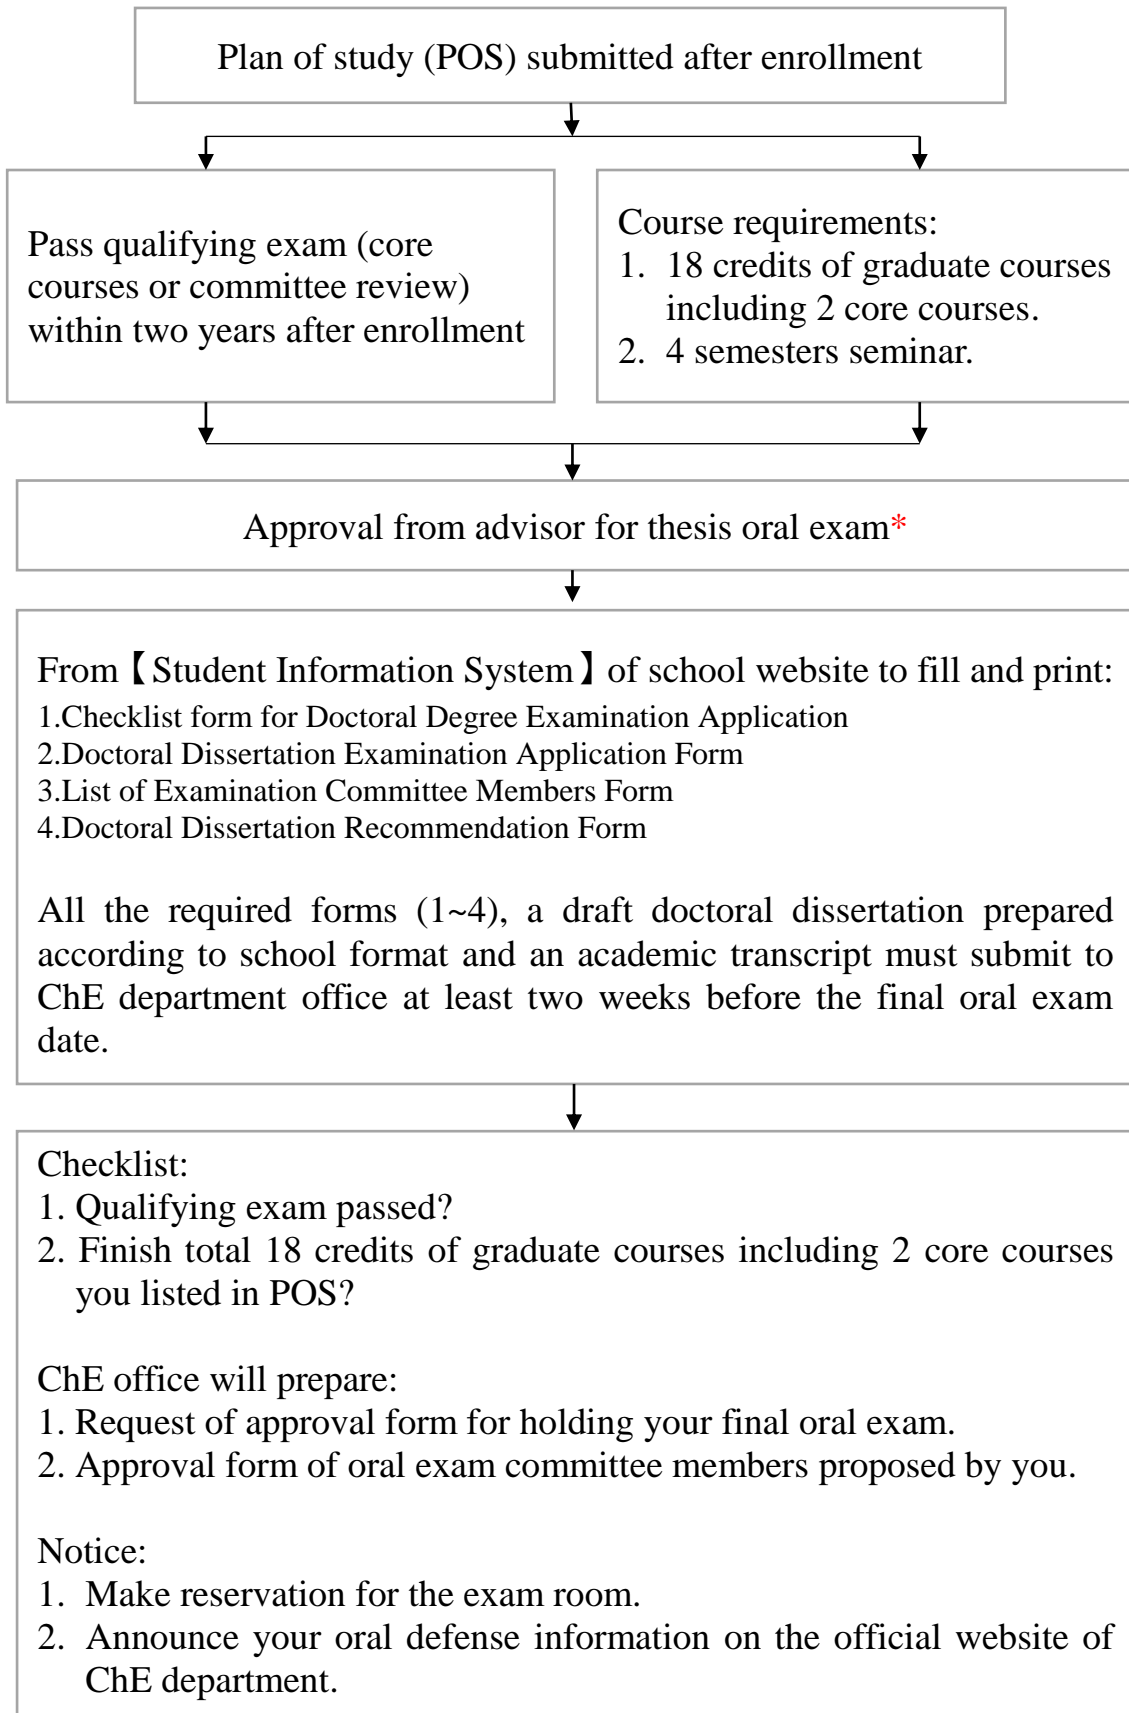 Plan of study (POS) submitted after enrollment
Pass qualifying exam (core
courses or committee review)
within two years after enrollment
Course requirements:
1. 18 credits of graduate courses
including 2 core courses.
2. 4 semesters seminar.
Approval from advisor for thesis oral exam*
From【Student Information System】of school website to fill and print:
1.Checklist form for Doctoral Degree Examination Application
2.Doctoral Dissertation Examination Application Form
3.List of Examination Committee Members Form
4.Doctoral Dissertation Recommendation Form
All the required forms (1~4), a draft doctoral dissertation prepared
according to school format and an academic transcript must submit to
ChE department office at least two weeks before the final oral exam
date.
Checklist:
1. Qualifying exam passed?
2. Finish total 18 credits of graduate courses including 2 core courses
you listed in POS?
ChE office will prepare:
1. Request of approval form for holding your final oral exam.
2. Approval form of oral exam committee members proposed by you.
Notice:
1. Make reservation for the exam room.
2. Announce your oral defense information on the official website of
ChE department.